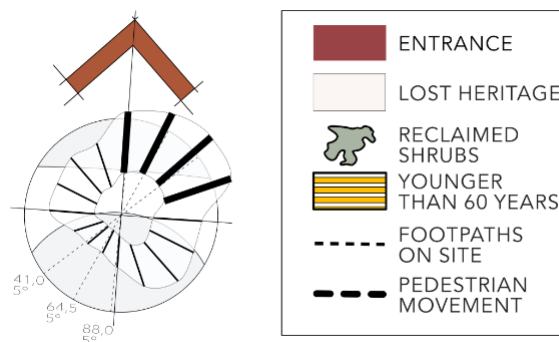 41,0
5°
64,5
5°
88,0
5°
ENTRANCE
LOST HERITAGE
RECLAIMED
SHRUBS
YOUNGER
THAN 60 YEARS
FOOTPATHS
ON SITE
PEDESTRIAN
MOVEMENT